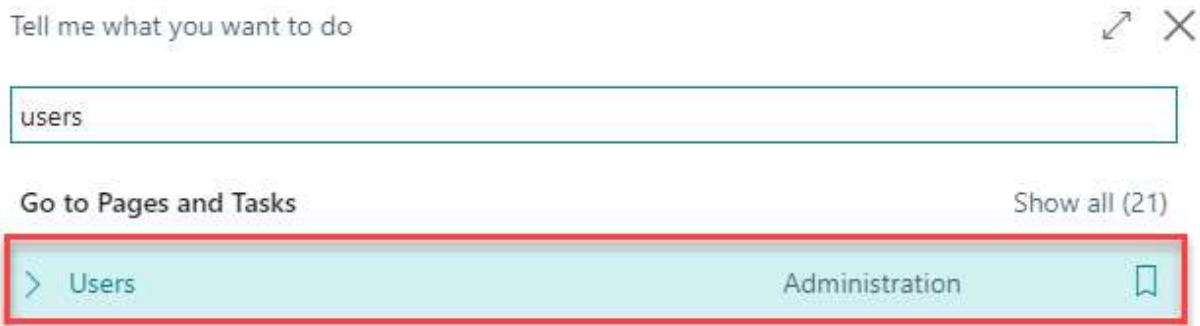 Tell me what you want to do
users
Go to Pages and Tasks Show all (21)
Users Administration